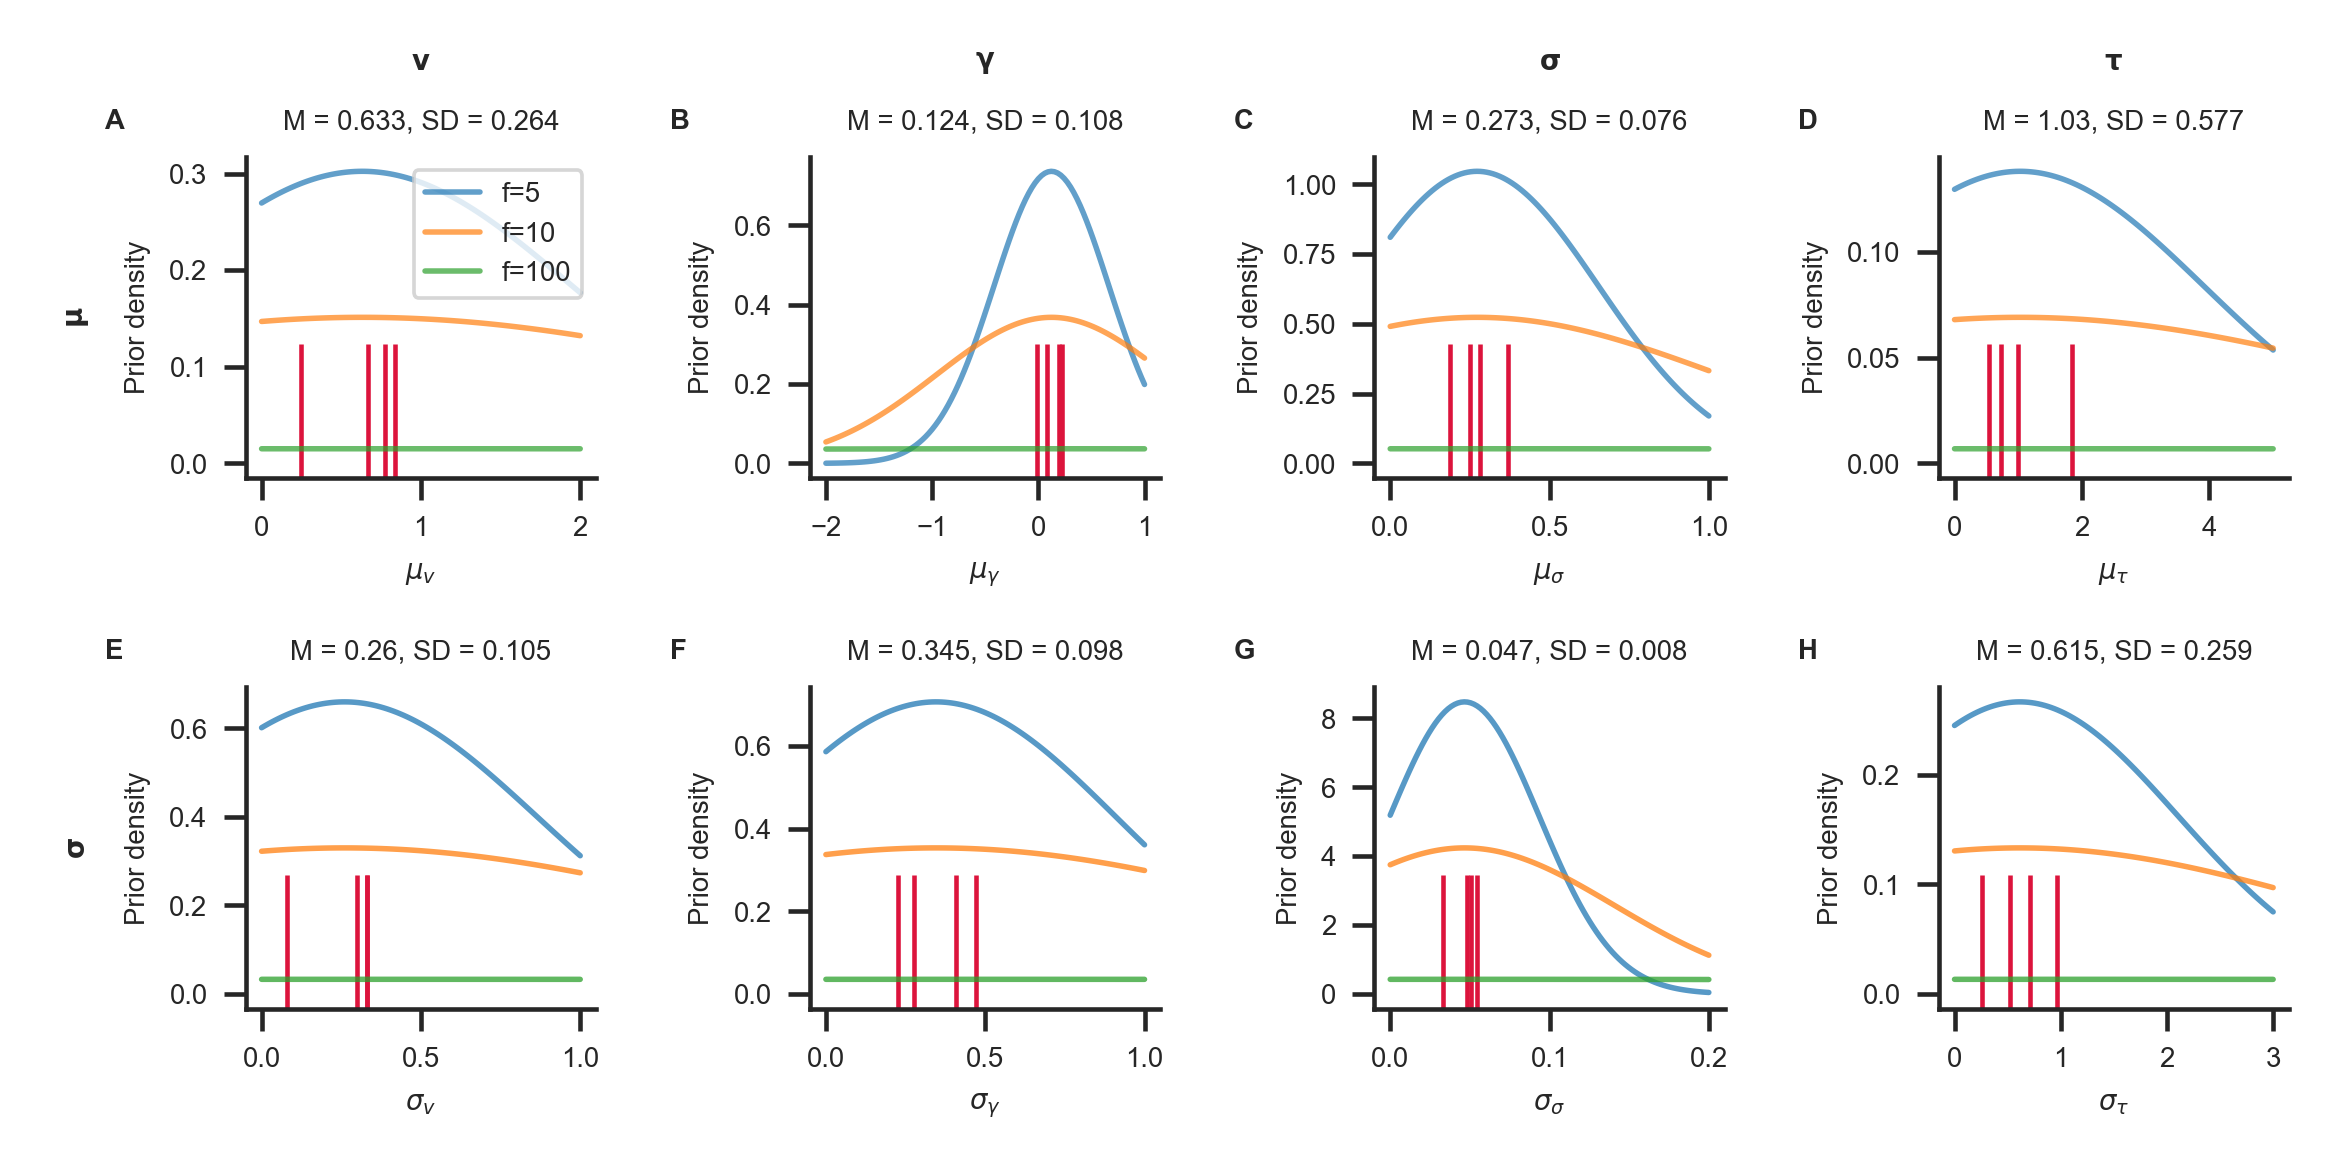 v γ σ τ
A M = 0.633, SD = 0.264
B M = 0.124, SD = 0.108
C M = 0.273, SD = 0.076
D M = 1.03, SD = 0.577
μ
Prior density
0.3
0.2
0.1
0.0
f=5
f=10
f=100
0 1 2
μᵥ
Prior density
0.6
0.4
0.2
0.0
−2 −1 0 1
μᵧ
Prior density
1.00
0.75
0.50
0.25
0.00
0.0 0.5 1.0
μσ
Prior density
0.10
0.05
0.00
0 2 4
μτ
E M = 0.26, SD = 0.105
F M = 0.345, SD = 0.098
G M = 0.047, SD = 0.008
H M = 0.615, SD = 0.259
σ
Prior density
0.6
0.4
0.2
0.0
0.0 0.5 1.0
σᵥ
Prior density
0.6
0.4
0.2
0.0
0.0 0.5 1.0
σᵧ
Prior density
8
6
4
2
0
0.0 0.1 0.2
σσ
Prior density
0.2
0.1
0.0
0 1 2 3
στ